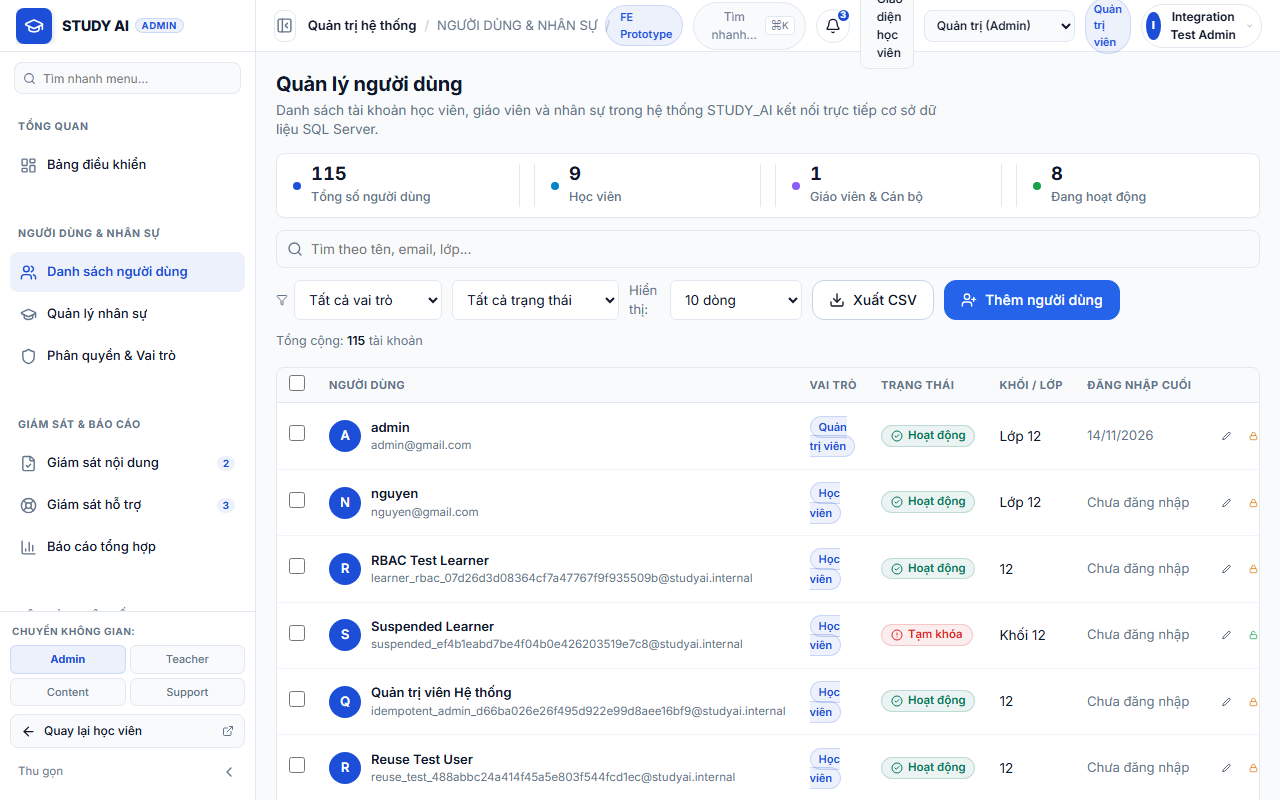 STUDY AI ADMIN
Quản trị hệ thống / NGƯỜI DÙNG & NHÂN SỰ /
FE
Prototype
Tìm
nhanh...
⌘K
3
diện
học
viên
Quản trị (Admin)
Quản
trị
viên
I
Integration
Test Admin
Tìm nhanh menu...
TỔNG QUAN
Bảng điều khiển
NGƯỜI DÙNG & NHÂN SỰ
Danh sách người dùng
Quản lý nhân sự
Phân quyền & Vai trò
GIÁM SÁT & BÁO CÁO
Giám sát nội dung 2
Giám sát hỗ trợ 3
Báo cáo tổng hợp
CHUYỂN KHÔNG GIAN:
Admin Teacher
Content Support
Quay lại học viên
Thu gọn
Quản lý người dùng
Danh sách tài khoản học viên, giáo viên và nhân sự trong hệ thống STUDY_AI kết nối trực tiếp cơ sở dữ
liệu SQL Server.
115
Tổng số người dùng
9
Học viên
1
Giáo viên & Cán bộ
8
Đang hoạt động
Tìm theo tên, email, lớp...
Tất cả vai trò
Tất cả trạng thái
Hiển
thị:
10 dòng
Xuất CSV
Thêm người dùng
Tổng cộng: 115 tài khoản
NGƯỜI DÙNG VAI TRÒ TRẠNG THÁI KHỐI / LỚP ĐĂNG NHẬP CUỐI
A
admin
admin@gmail.com
Quản
trị viên
Hoạt động
Lớp 12
14/11/2026
N
nguyen
nguyen@gmail.com
Học
viên
Hoạt động
Lớp 12
Chưa đăng nhập
R
RBAC Test Learner
learner_rbac_07d26d3d08364cf7a47767f9f935509b@studyai.internal
Học
viên
Hoạt động
12
Chưa đăng nhập
S
Suspended Learner
suspended_ef4b1eabd7be4f04b0e426203519e7c8@studyai.internal
Học
viên
Tạm khóa
Khối 12
Chưa đăng nhập
Q
Quản trị viên Hệ thống
idempotent_admin_d66ba026e26f495d922e99d8aee16bf9@studyai.internal
Học
viên
Hoạt động
12
Chưa đăng nhập
R
Reuse Test User
reuse_test_488abbc24a414f45a5e803f544fcd1ec@studyai.internal
Học
viên
Hoạt động
12
Chưa đăng nhập